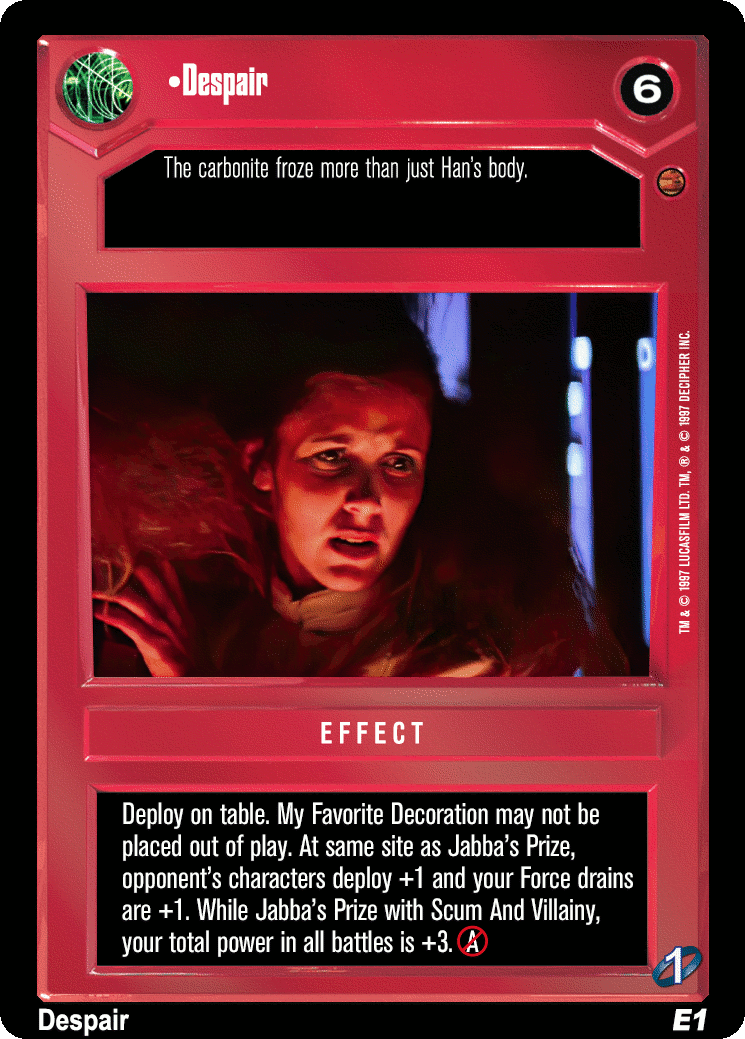 •Despair
6
The carbonite froze more than just Han's body.
TM & © 1997 LUCASFILM LTD. TM, ® & © 1997 DECIPHER INC.
EFFECT
Deploy on table. My Favorite Decoration may not be
placed out of play. At same site as Jabba's Prize,
opponent's characters deploy +1 and your Force drains
are +1. While Jabba's Prize with Scum And Villainy,
your total power in all battles is +3. A
1
Despair
E1